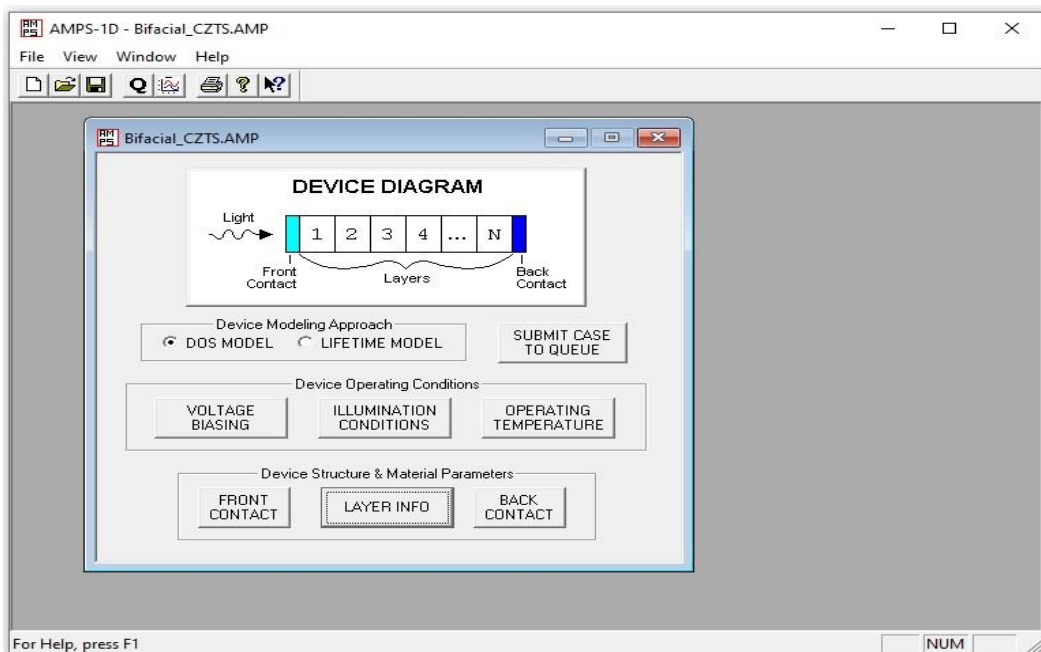 AMPS-1D - Bifacial_CZTS.AMP
File View Window Help
Q
Bifacial_CZTS.AMP
DEVICE DIAGRAM
Light
1 2 3 4 ... N
Front
Contact
Layers
Back
Contact
Device Modeling Approach
DOS MODEL LIFETIME MODEL
SUBMIT CASE
TO QUEUE
Device Operating Conditions
VOLTAGE
BIASING
ILLUMINATION
CONDITIONS
OPERATING
TEMPERATURE
Device Structure & Material Parameters
FRONT
CONTACT
LAYER INFO
BACK
CONTACT
For Help, press F1
NUM